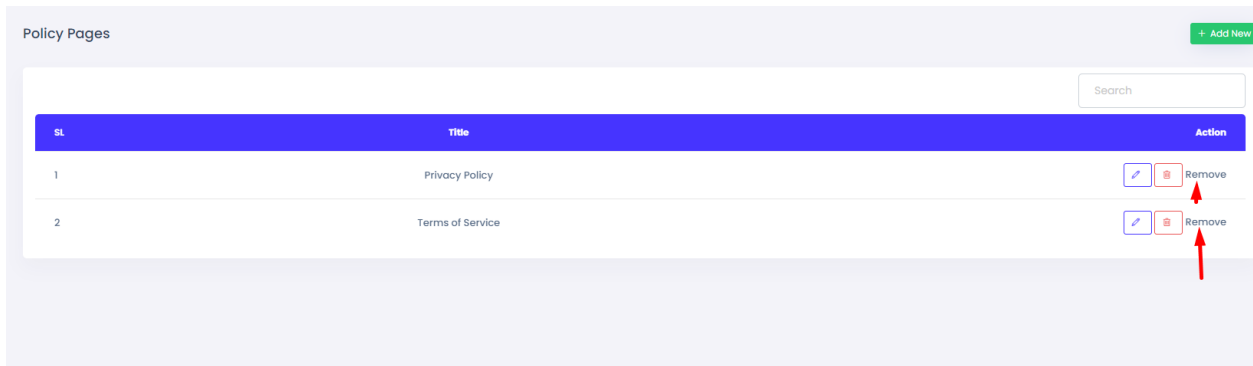 Policy Pages
+ Add New
Search
SL Title Action
1 Privacy Policy Remove
2 Terms of Service Remove